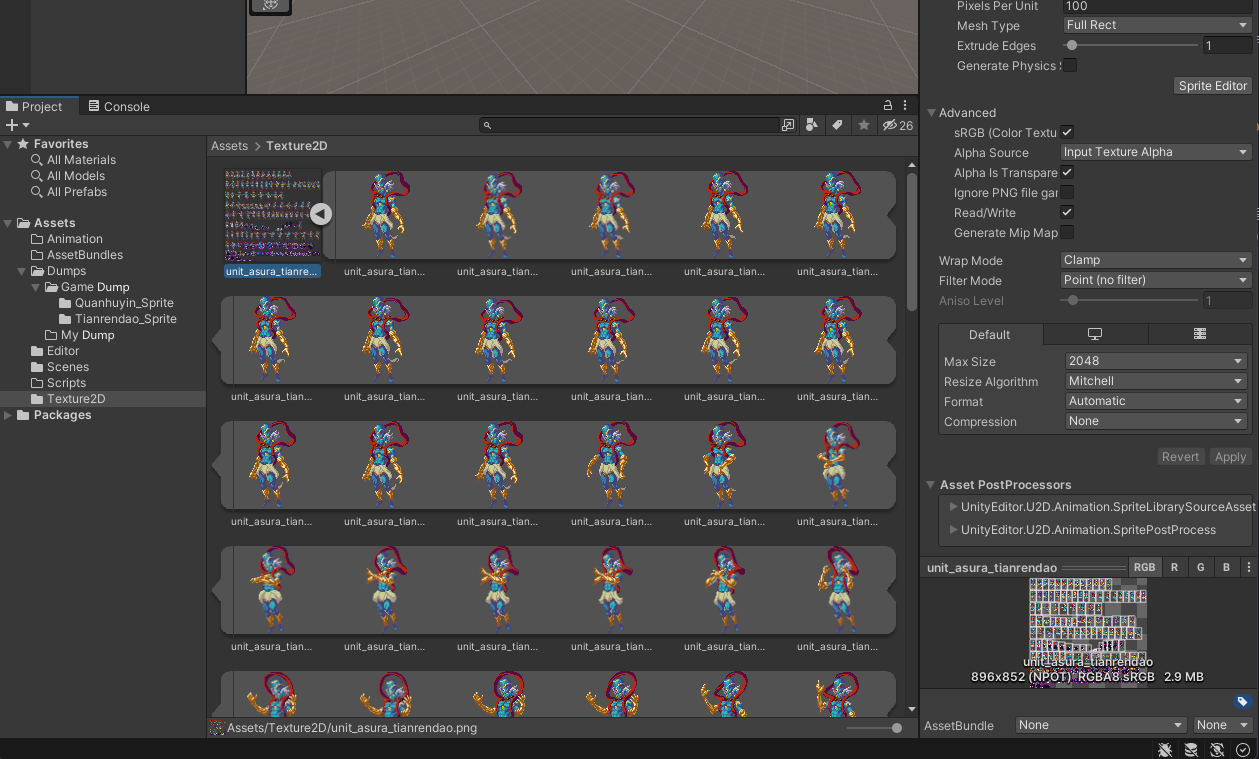 Pixels Per Unit 100
Mesh Type Full Rect
Extrude Edges 1
Generate Physics
Sprite Editor
Project Console
26
Favorites
All Materials
All Models
All Prefabs
Assets
Animation
AssetBundles
Dumps
Game Dump
Quanhuyin_Sprite
Tianrendao_Sprite
My Dump
Editor
Scenes
Scripts
Texture2D
Packages
Assets > Texture2D
unit_asura_tianre... unit_asura_tian... unit_asura_tian... unit_asura_tian... unit_asura_tian... unit_asura_tian...
unit_asura_tian... unit_asura_tian... unit_asura_tian... unit_asura_tian... unit_asura_tian... unit_asura_tian...
unit_asura_tian... unit_asura_tian... unit_asura_tian... unit_asura_tian... unit_asura_tian... unit_asura_tian...
unit_asura_tian... unit_asura_tian... unit_asura_tian... unit_asura_tian... unit_asura_tian... unit_asura_tian...
Assets/Texture2D/unit_asura_tianrendao.png
Advanced
sRGB (Color Textu
Alpha Source Input Texture Alpha
Alpha Is Transpare
Ignore PNG file gar
Read/Write
Generate Mip Map
Wrap Mode Clamp
Filter Mode Point (no filter)
Aniso Level 1
Default
Max Size 2048
Resize Algorithm Mitchell
Format Automatic
Compression None
Revert Apply
Asset PostProcessors
UnityEditor.U2D.Animation.SpriteLibrarySourceAsset
UnityEditor.U2D.Animation.SpritePostProcess
unit_asura_tianrendao RGB R G B
unit_asura_tianrendao
896x852 (NPOT) RGBA8 sRGB 2.9 MB
AssetBundle None None